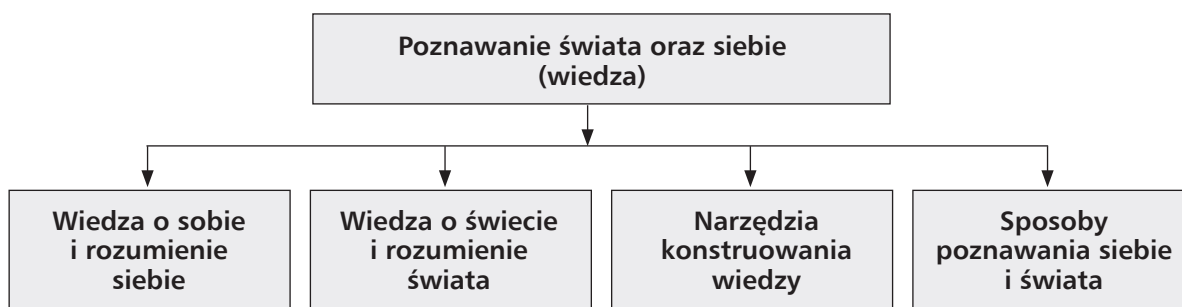 Poznawanie świata oraz siebie
(wiedza)
Wiedza o sobie
i rozumienie
siebie
Wiedza o świecie
i rozumienie
świata
Narzędzia
konstruowania
wiedzy
Sposoby
poznawania siebie
i świata